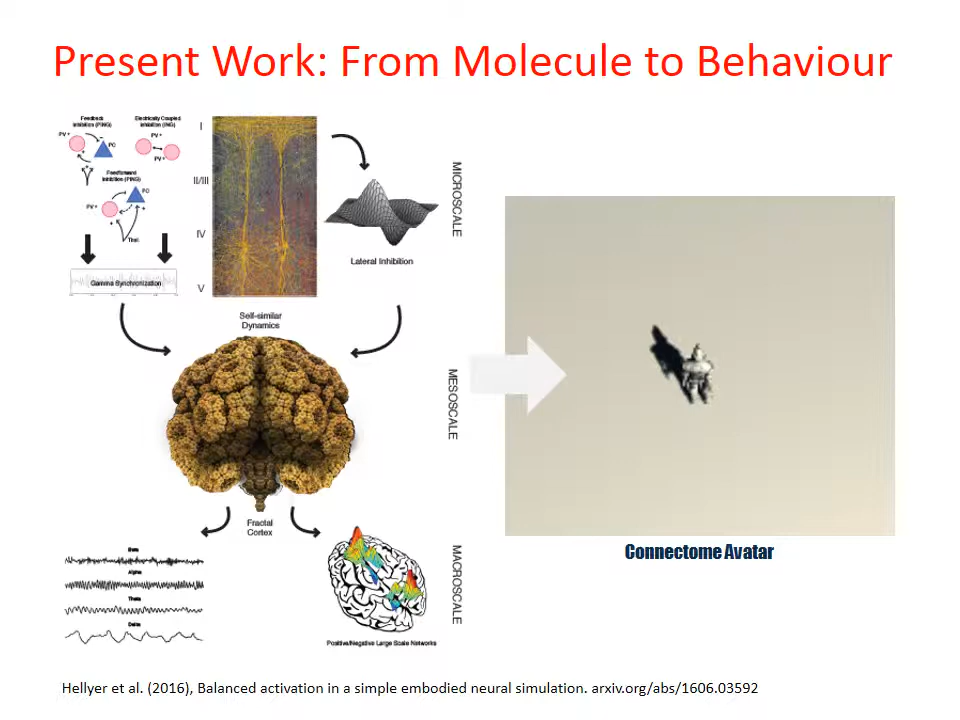 Present Work: From Molecule to Behaviour
Feedback
Inhibition (PING)
Electrically Coupled
Inhibition (ING)
PV+
PC
PV+
PV+
Feedforward
Inhibition (PING)
PC
PV+
Thal.
Gamma Synchronization
I
II/III
IV
V
Lateral Inhibition
MICROSCALE
Self-similar
Dynamics
MESOSCALE
Fractal
Cortex
Beta
Alpha
Theta
Delta
Positive/Negative Large Scale Networks
MACROSCALE
Connectome Avatar
Hellyer et al. (2016), Balanced activation in a simple embodied neural simulation. arxiv.org/abs/1606.03592